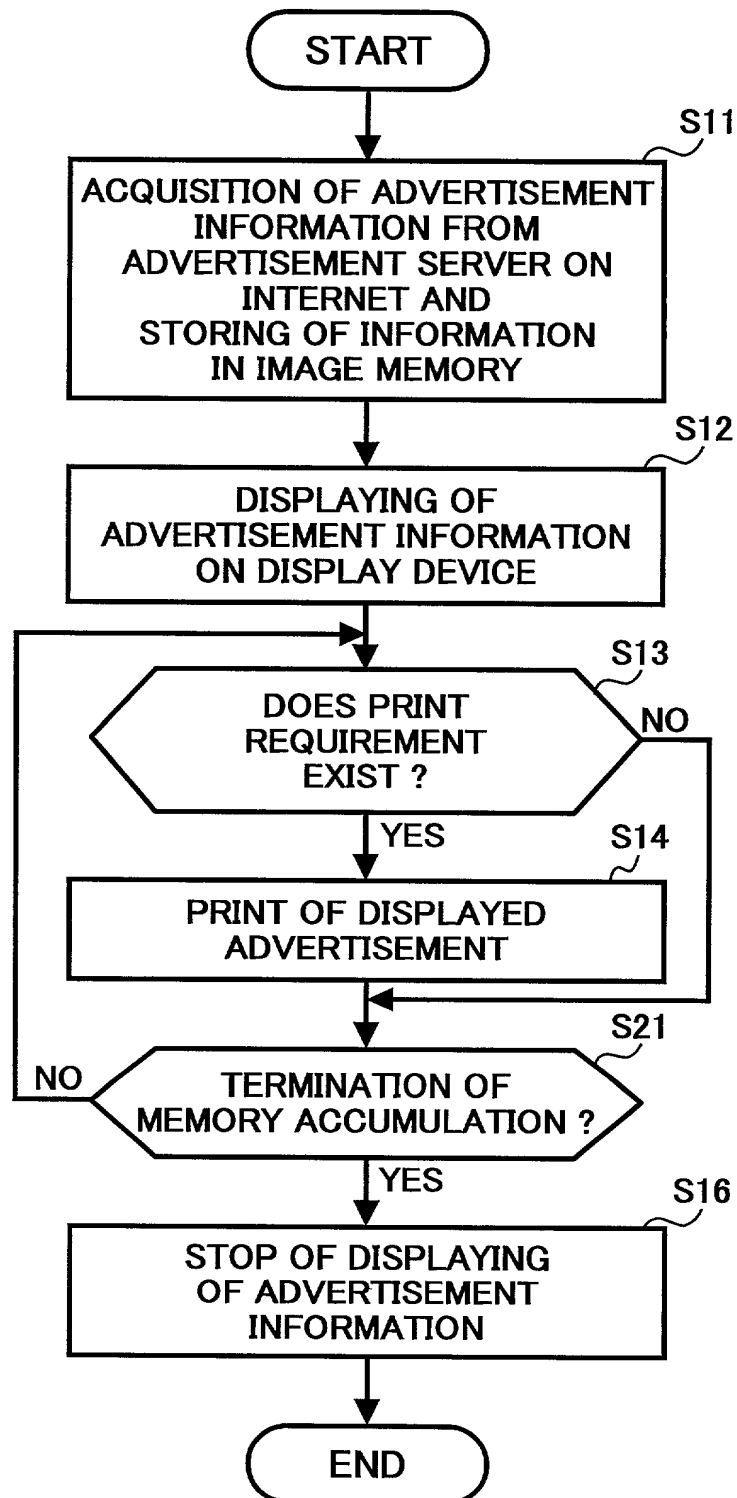 START
S11
ACQUISITION OF ADVERTISEMENT
INFORMATION FROM
ADVERTISEMENT SERVER ON
INTERNET AND
STORING OF INFORMATION
IN IMAGE MEMORY
S12
DISPLAYING OF
ADVERTISEMENT INFORMATION
ON DISPLAY DEVICE
S13
DOES PRINT
REQUIREMENT
EXIST ?
NO
YES
S14
PRINT OF DISPLAYED
ADVERTISEMENT
S21
NO
TERMINATION OF
MEMORY ACCUMULATION ?
YES
S16
STOP OF DISPLAYING
OF ADVERTISEMENT
INFORMATION
END